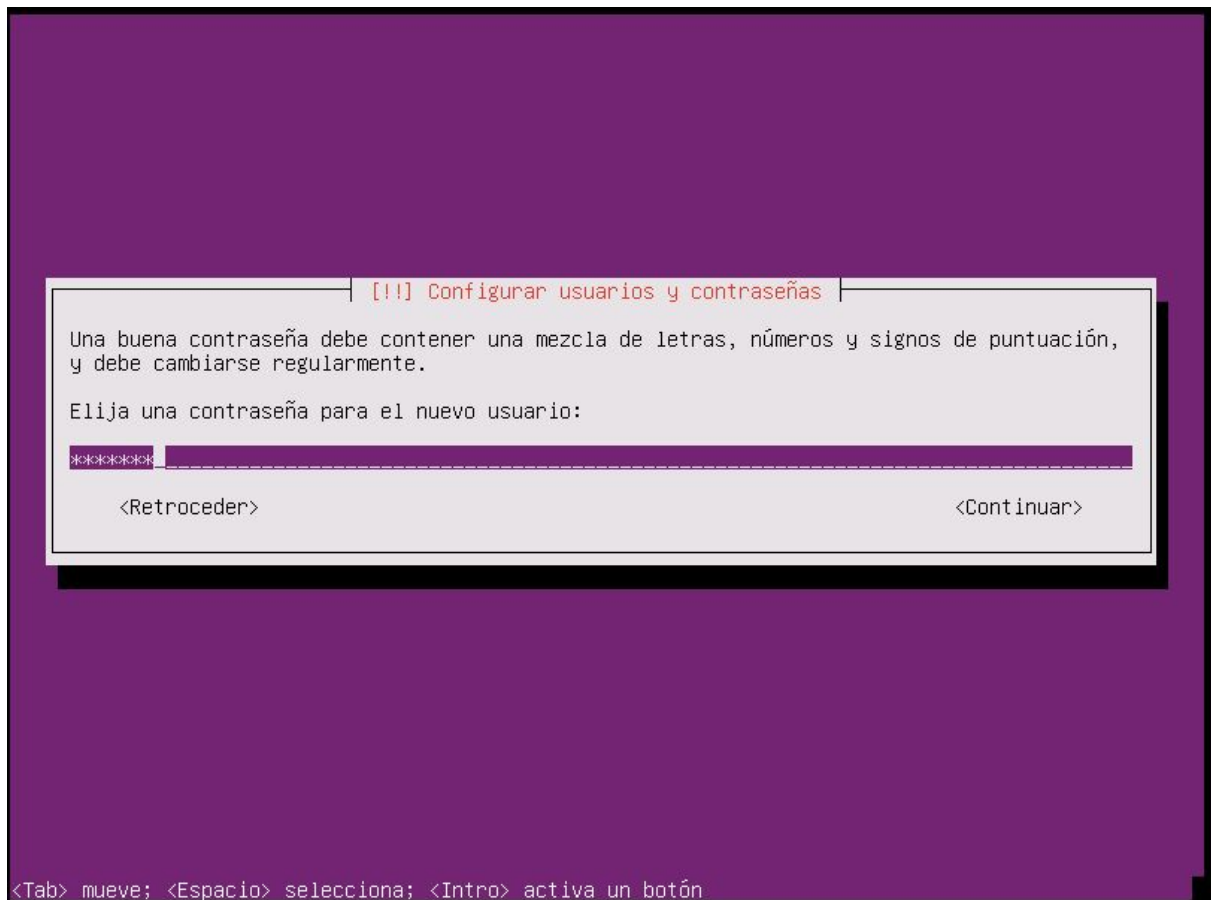 [!!] Configurar usuarios y contraseñas
Una buena contraseña debe contener una mezcla de letras, números y signos de puntuación,
y debe cambiarse regularmente.
Elija una contraseña para el nuevo usuario:
*******
<Retroceder> <Continuar>
<Tab> mueve; <Espacio> selecciona; <Intro> activa un botón